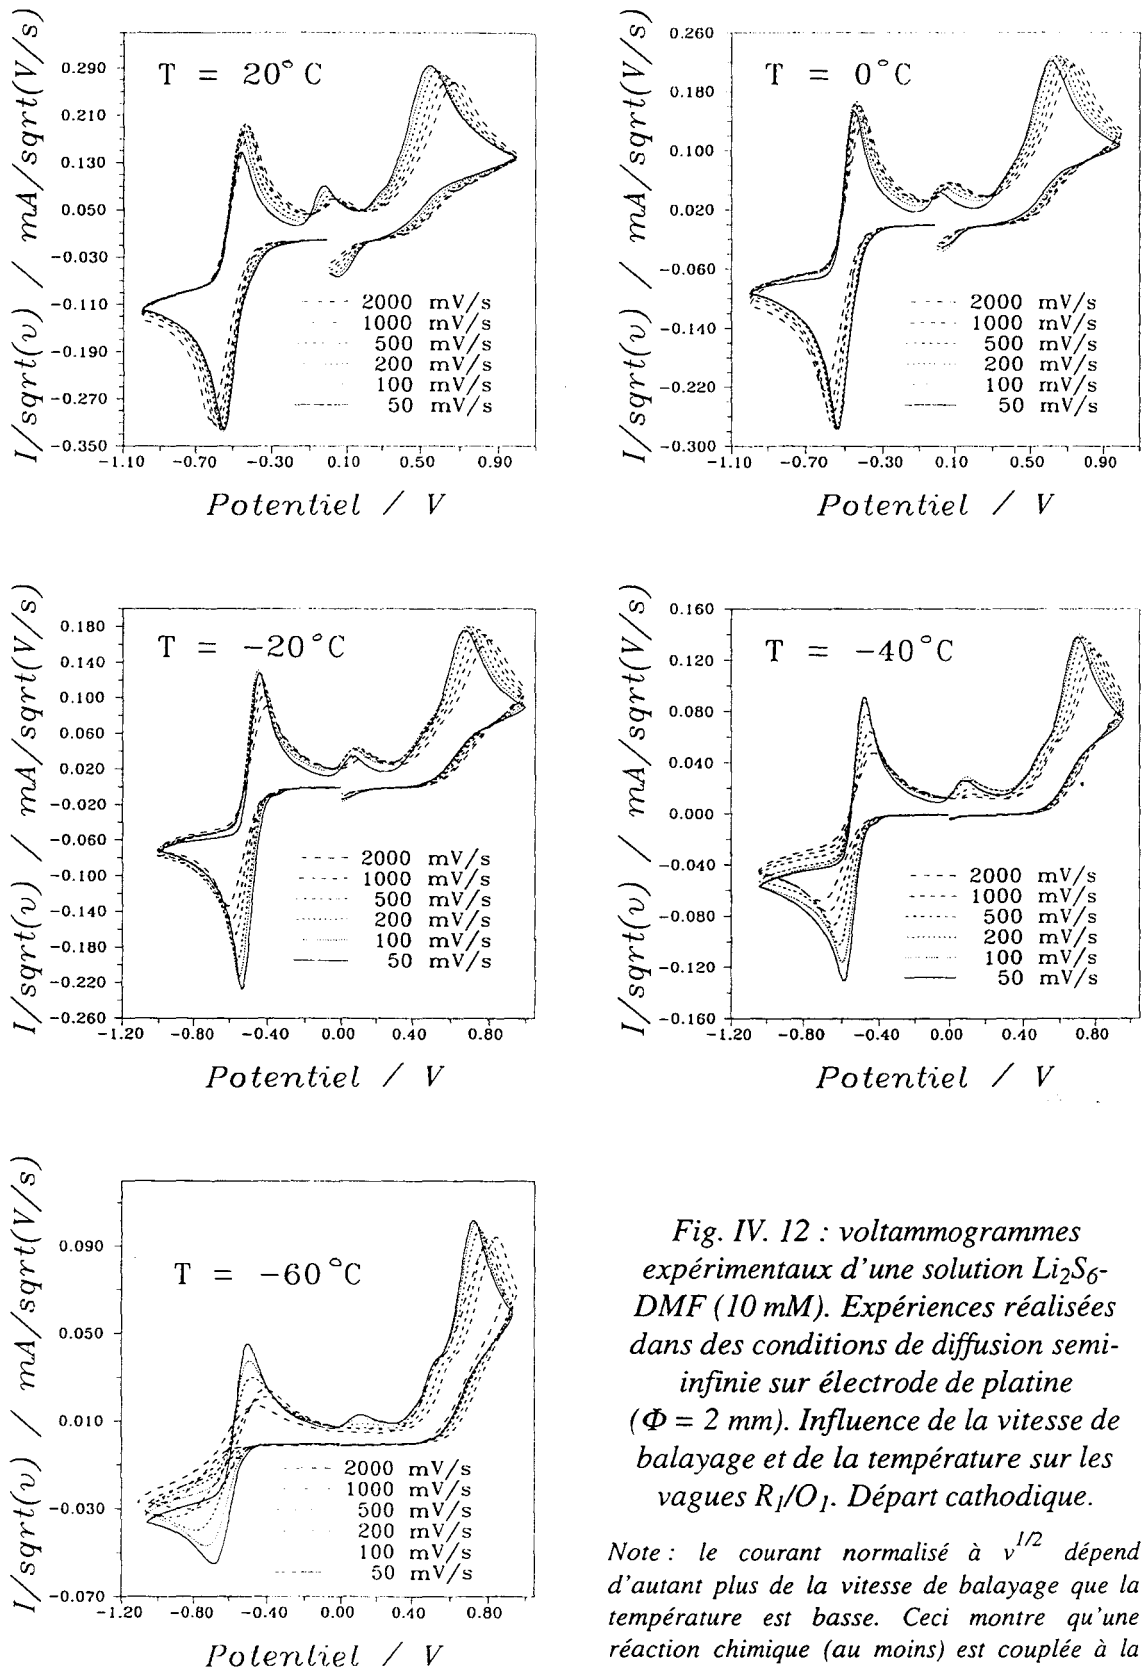 I/sqrt(υ) / mA/sqrt(V/s)
T = 20°C
0.290
0.210
0.130
0.050
-0.030
-0.110
-0.190
-0.270
-0.350
2000 mV/s
1000 mV/s
500 mV/s
200 mV/s
100 mV/s
50 mV/s
-1.10 -0.70 -0.30 0.10 0.50 0.90
Potentiel / V
I/sqrt(υ) / mA/sqrt(V/s)
T = 0°C
0.260
0.180
0.100
0.020
-0.060
-0.140
-0.220
-0.300
2000 mV/s
1000 mV/s
500 mV/s
200 mV/s
100 mV/s
50 mV/s
-1.10 -0.70 -0.30 0.10 0.50 0.90
Potentiel / V
I/sqrt(υ) / mA/sqrt(V/s)
T = -20°C
0.180
0.140
0.100
0.060
0.020
-0.020
-0.060
-0.100
-0.140
-0.180
-0.220
-0.260
2000 mV/s
1000 mV/s
500 mV/s
200 mV/s
100 mV/s
50 mV/s
-1.20 -0.80 -0.40 0.00 0.40 0.80
Potentiel / V
I/sqrt(υ) / mA/sqrt(V/s)
T = -40°C
0.160
0.120
0.080
0.040
0.000
-0.040
-0.080
-0.120
-0.160
2000 mV/s
1000 mV/s
500 mV/s
200 mV/s
100 mV/s
50 mV/s
-1.20 -0.80 -0.40 0.00 0.40 0.80
Potentiel / V
I/sqrt(υ) / mA/sqrt(V/s)
T = -60°C
0.090
0.050
0.010
-0.030
-0.070
2000 mV/s
1000 mV/s
500 mV/s
200 mV/s
100 mV/s
50 mV/s
-1.20 -0.80 -0.40 0.00 0.40 0.80
Potentiel / V
Fig. IV. 12 : voltammogrammes
expérimentaux d'une solution Li₂S₆-
DMF (10 mM). Expériences réalisées
dans des conditions de diffusion semi-
infinie sur électrode de platine
(Φ = 2 mm). Influence de la vitesse de
balayage et de la température sur les
vagues R₁/O₁. Départ cathodique.
Note : le courant normalisé à v^1/2 dépend
d'autant plus de la vitesse de balayage que la
température est basse. Ceci montre qu'une
réaction chimique (au moins) est couplée à la